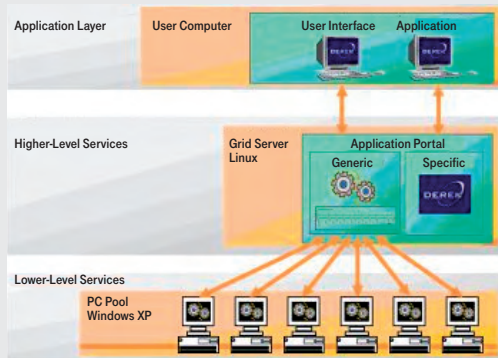 Application Layer
User Computer
User Interface
Application
DEREK
DEREK
Higher-Level Services
Grid Server
Linux
Application Portal
Generic
Specific
DEREK
Lower-Level Services
PC Pool
Windows XP